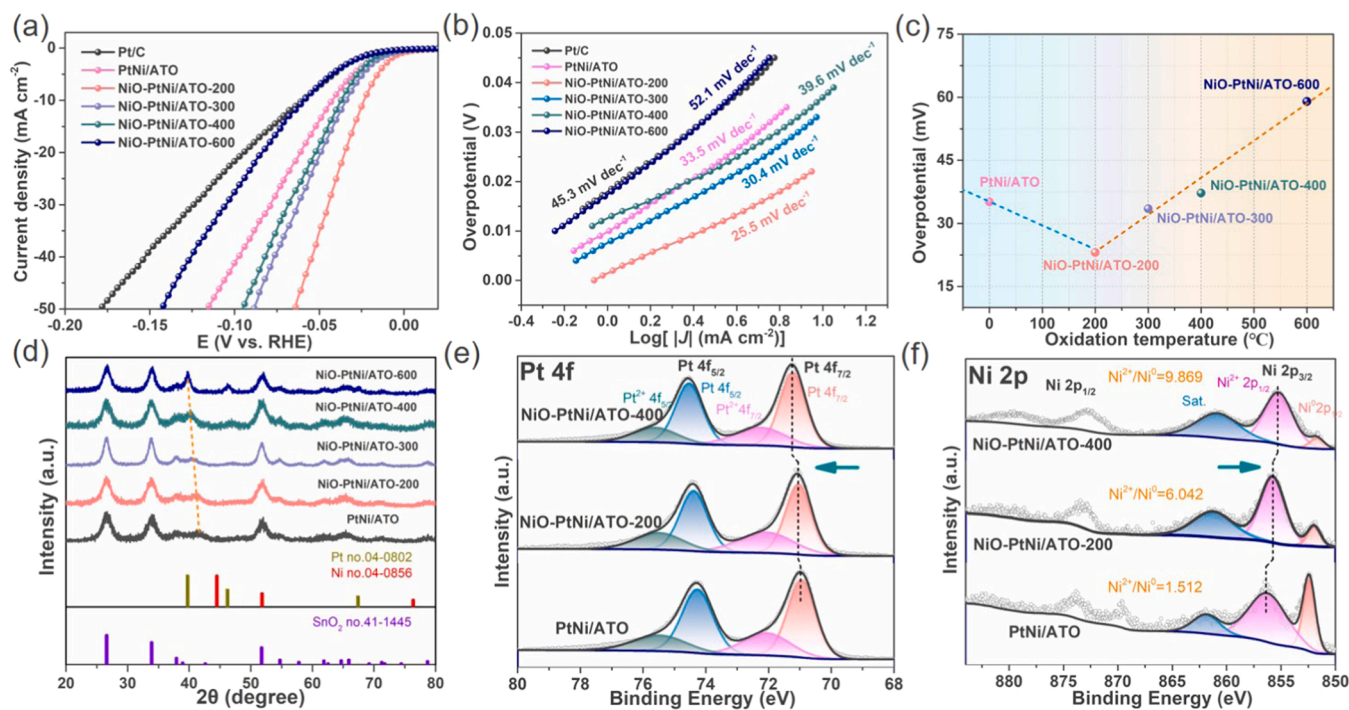 (a)
Current density (mA cm⁻²)
0
-10
-20
-30
-40
-50
Pt/C
PtNi/ATO
NiO-PtNi/ATO-200
NiO-PtNi/ATO-300
NiO-PtNi/ATO-400
NiO-PtNi/ATO-600
-0.20
-0.15
-0.10
-0.05
0.00
E (V vs. RHE)
(b)
Overpotential (V )
0.05
0.04
0.03
0.02
0.01
0.00
Pt/C
PtNi/ATO
NiO-PtNi/ATO-200
NiO-PtNi/ATO-300
NiO-PtNi/ATO-400
NiO-PtNi/ATO-600
52.1 mV dec⁻¹
39.6 mV dec⁻¹
33.5 mV dec⁻¹
45.3 mV dec⁻¹
30.4 mV dec⁻¹
25.5 mV dec⁻¹
-0.4
0.0
0.4
0.8
1.2
1.6
Log[ |J| (mA cm⁻²)]
(c)
Overpotential (mV)
75
60
45
30
15
NiO-PtNi/ATO-600
PtNi/ATO
NiO-PtNi/ATO-400
NiO-PtNi/ATO-300
NiO-PtNi/ATO-200
0
100
200
300
400
500
600
Oxidation temperature (℃)
(d)
Intensity (a.u.)
NiO-PtNi/ATO-600
NiO-PtNi/ATO-400
NiO-PtNi/ATO-300
NiO-PtNi/ATO-200
PtNi/ATO
Pt no.04-0802
Ni no.04-0856
SnO₂ no.41-1445
20
30
40
50
60
70
80
2θ (degree)
(e)
Intensity (a.u.)
Pt 4f
Pt 4f₅/₂
Pt 4f₇/₂
Pt²⁺ 4f₅/₂
Pt 4f₅/₂
Pt²⁺4f₇/₂
Pt 4f₇/₂
NiO-PtNi/ATO-400
NiO-PtNi/ATO-200
PtNi/ATO
80
78
76
74
72
70
68
Binding Energy (eV)
(f)
Intensity (a.u.)
Ni 2p
Ni 2p₁/₂
Ni²⁺/Ni⁰=9.869
Ni²⁺ 2p₁/₂
Ni 2p₃/₂
Sat.
NiO-PtNi/ATO-400
Ni²⁺/Ni⁰=6.042
NiO-PtNi/ATO-200
Ni²⁺/Ni⁰=1.512
PtNi/ATO
880
870
860
850
Binding Energy (eV)